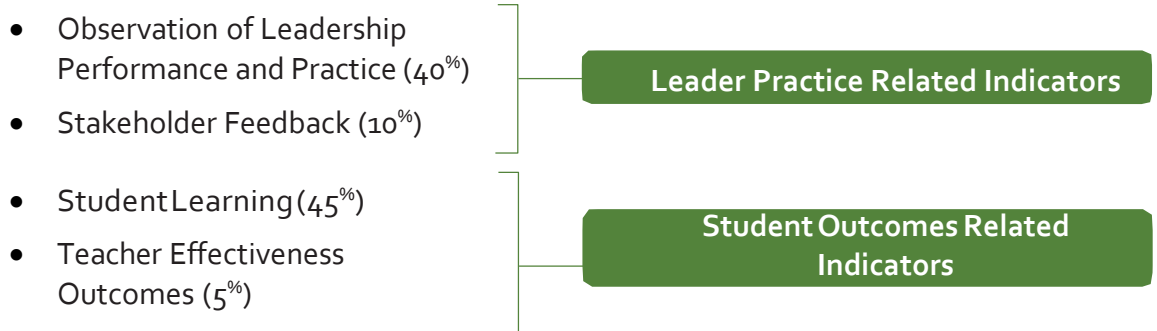 • Observation of Leadership
Performance and Practice (40%)
• Stakeholder Feedback (10%)
Leader Practice Related Indicators
• Student Learning (45%)
• Teacher Effectiveness
Outcomes (5%)
Student Outcomes Related
Indicators